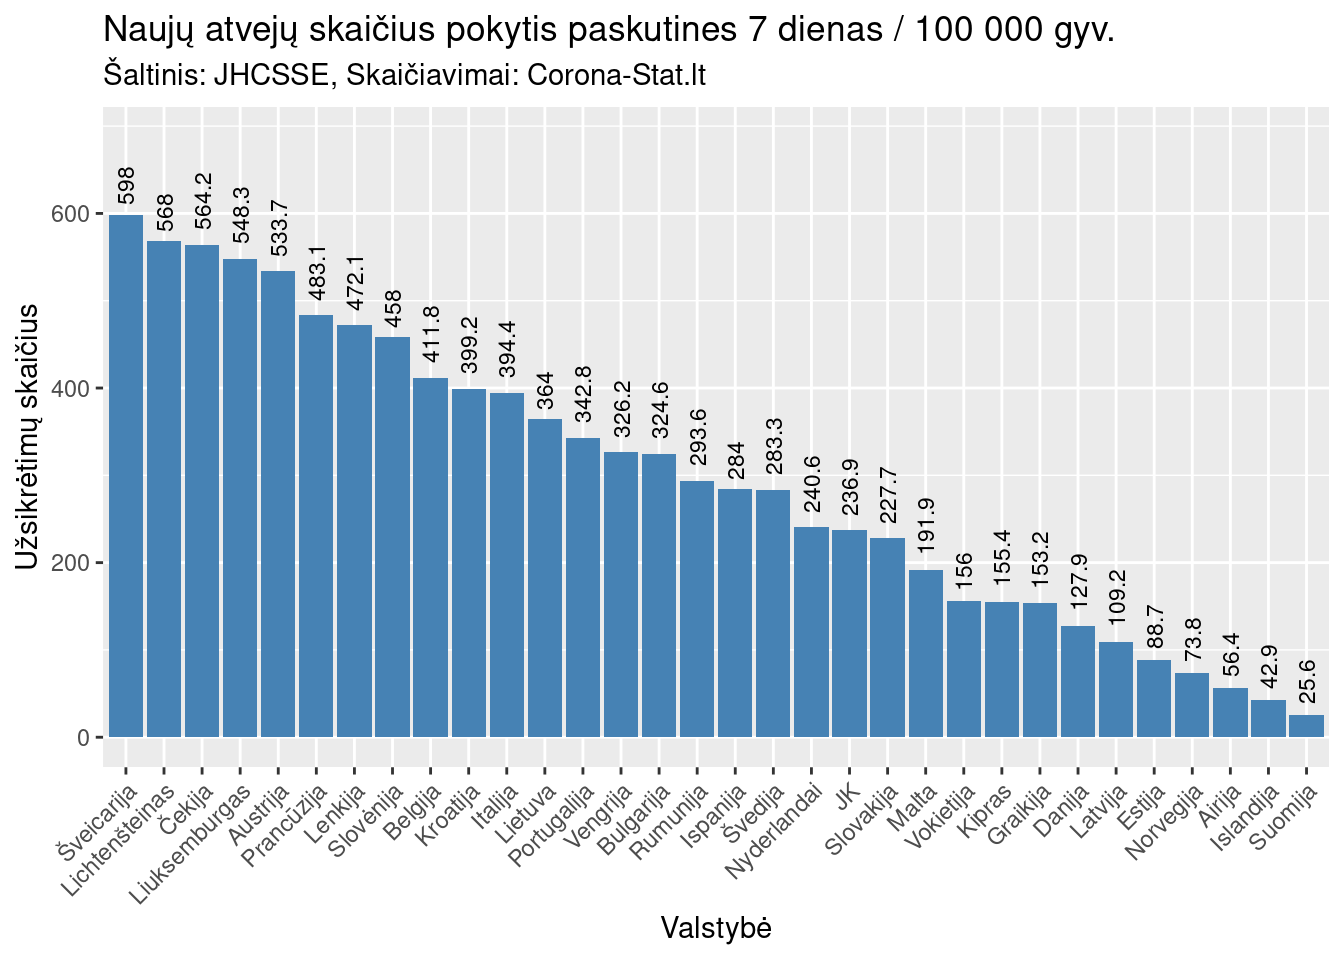 Naujų atvejų skaičius pokytis paskutines 7 dienas / 100 000 gyv.
Šaltinis: JHCSSE, Skaičiavimai: Corona-Stat.lt
Užsikrėtimų skaičius
600
400
200
0
598
568
564.2
548.3
533.7
483.1
472.1
458
411.8
399.2
394.4
364
342.8
326.2
324.6
293.6
284
283.3
240.6
236.9
227.7
191.9
156
155.4
153.2
127.9
109.2
88.7
73.8
56.4
42.9
25.6
Šveicarija
Lichtenšteinas
Čekija
Liuksemburgas
Austrija
Prancūzija
Lenkija
Slovėnija
Belgija
Kroatija
Italija
Lietuva
Portugalija
Vengrija
Bulgarija
Rumunija
Ispanija
Švedija
Nyderlandai
JK
Slovakija
Malta
Vokietija
Kipras
Graikija
Danija
Latvija
Estija
Norvegija
Airija
Islandija
Suomija
Valstybė